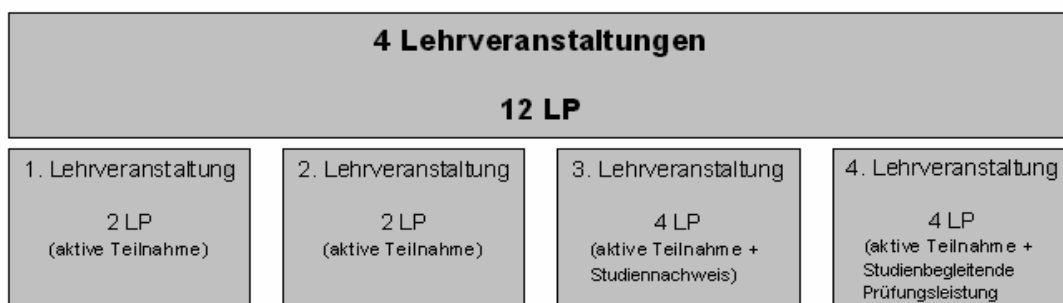 4 Lehrveranstaltungen
12 LP
1. Lehrveranstaltung
2 LP
(aktive Teilnahme)
2. Lehrveranstaltung
2 LP
(aktive Teilnahme)
3. Lehrveranstaltung
4 LP
(aktive Teilnahme +
Studiennachweis)
4. Lehrveranstaltung
4 LP
(aktive Teilnahme +
Studienbegleitende
Prüfungsleistung